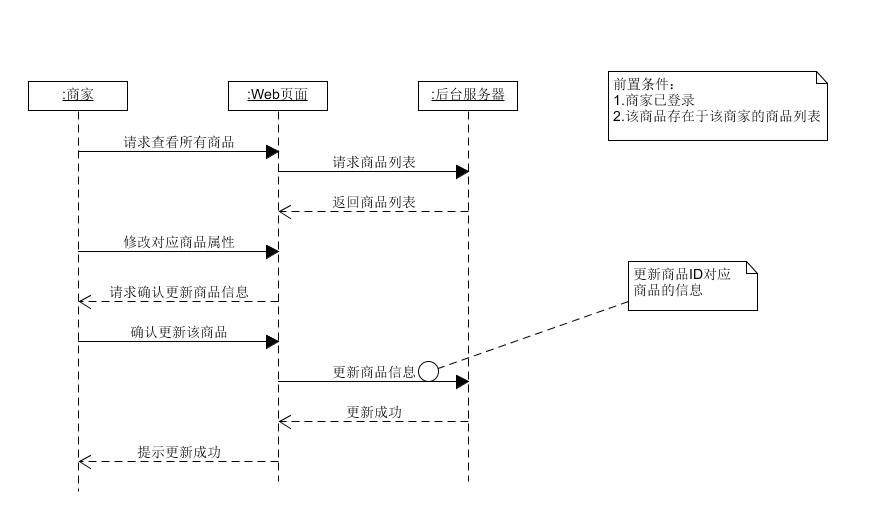 :商家
:Web页面
:后台服务器
前置条件：
1.商家已登录
2.该商品存在于该商家的商品列表
请求查看所有商品
请求商品列表
返回商品列表
修改对应商品属性
更新商品ID对应
商品的信息
请求确认更新商品信息
确认更新该商品
更新商品信息
更新成功
提示更新成功